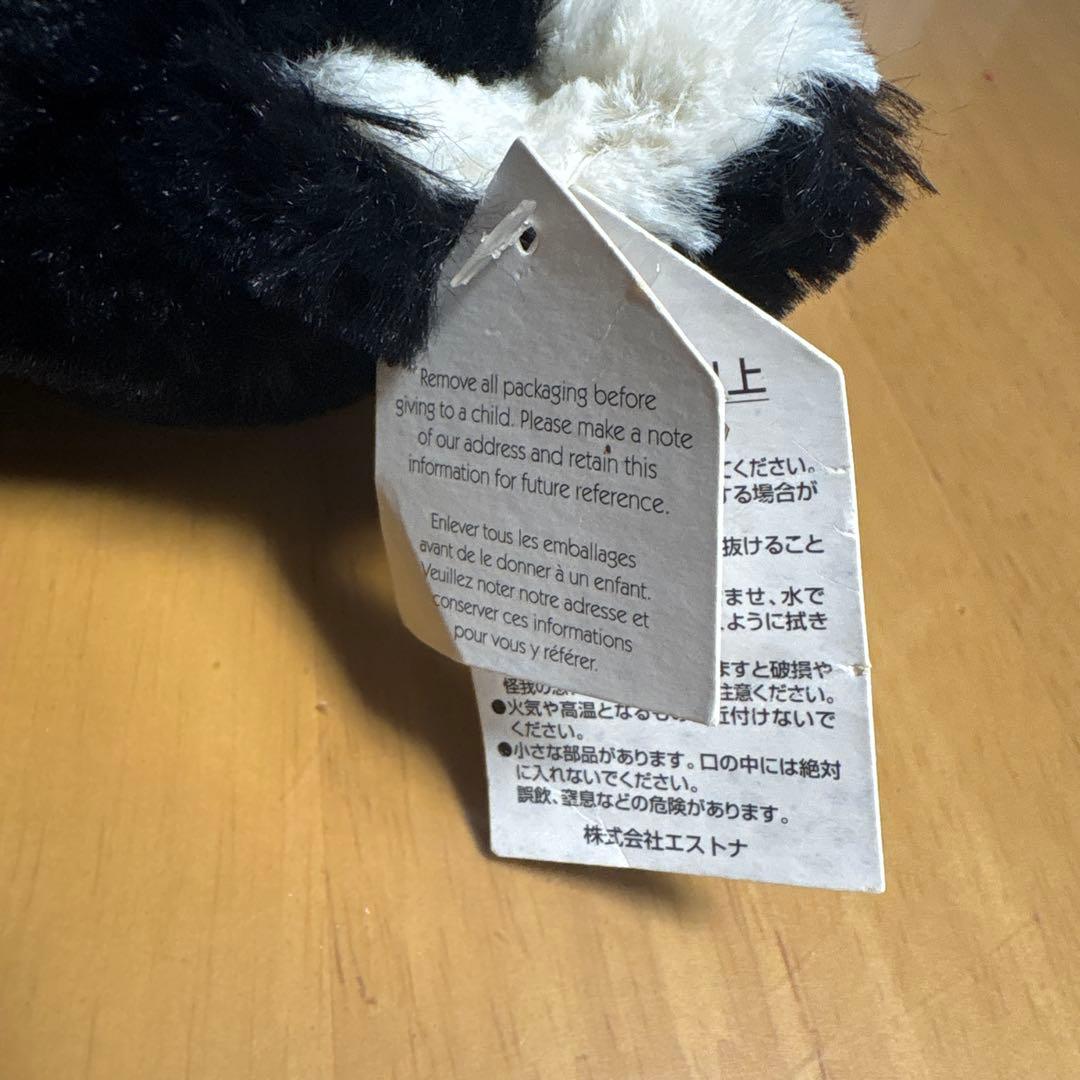 Remove all packaging before
giving to a child. Please make a note
of our address and retain this
information for future reference.
Enlever tous les emballages
avant de le donner à un enfant.
Veuillez noter notre adresse et
conserver ces informations
pour vous y référer.
上
ください。
する場合が
抜けること
ませ、水で
ように拭き
ますと破損や
怪我の 注意ください。
●火気や高温となるもの 近付けないで
ください。
●小さな部品があります。口の中には絶対
に入れないでください。
誤飲、窒息などの危険があります。
株式会社エストナ